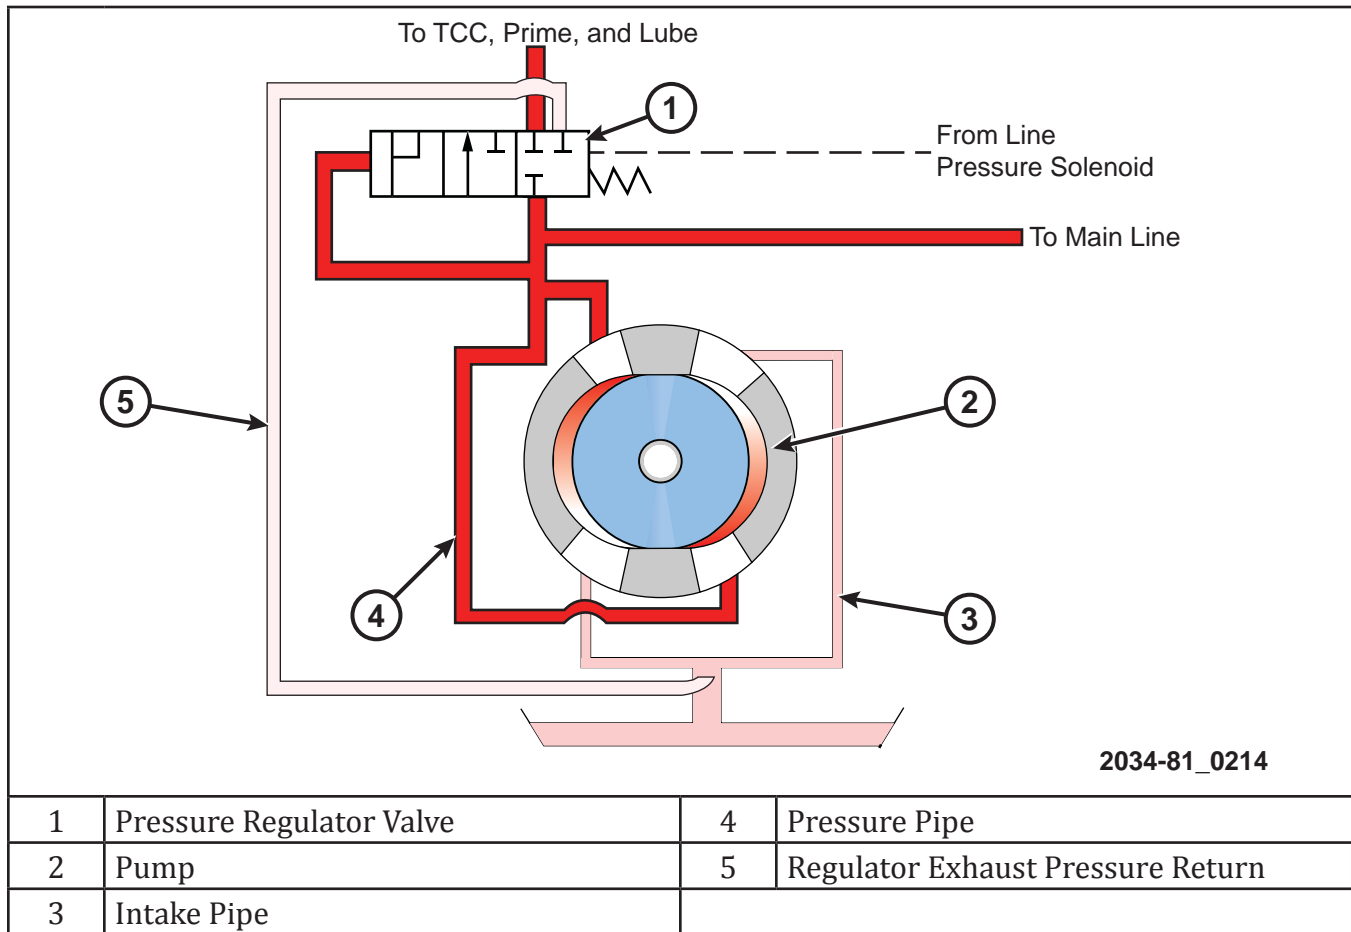 To TCC, Prime, and Lube
1
From Line
Pressure Solenoid
To Main Line
5
2
4
3
2034-81_0214
1 Pressure Regulator Valve 4 Pressure Pipe
2 Pump 5 Regulator Exhaust Pressure Return
3 Intake Pipe